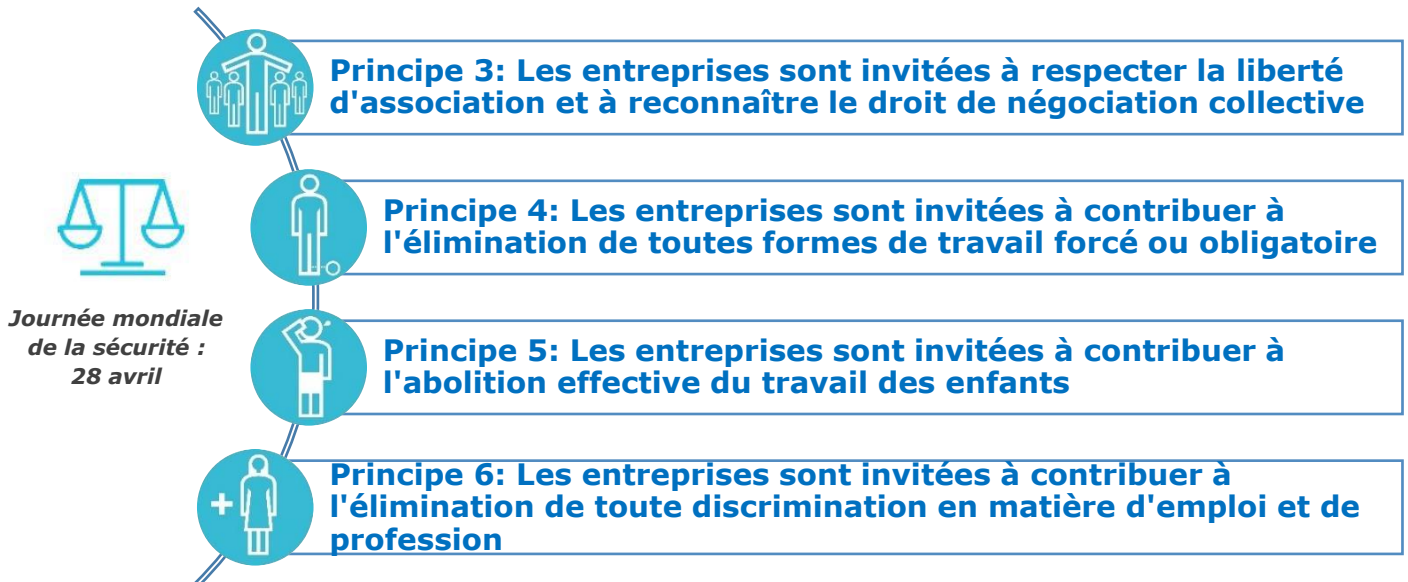 Principe 3: Les entreprises sont invitées à respecter la liberté
d'association et à reconnaître le droit de négociation collective
Principe 4: Les entreprises sont invitées à contribuer à
l'élimination de toutes formes de travail forcé ou obligatoire
Journée mondiale
de la sécurité :
28 avril
Principe 5: Les entreprises sont invitées à contribuer à
l'abolition effective du travail des enfants
Principe 6: Les entreprises sont invitées à contribuer à
l'élimination de toute discrimination en matière d'emploi et de
profession